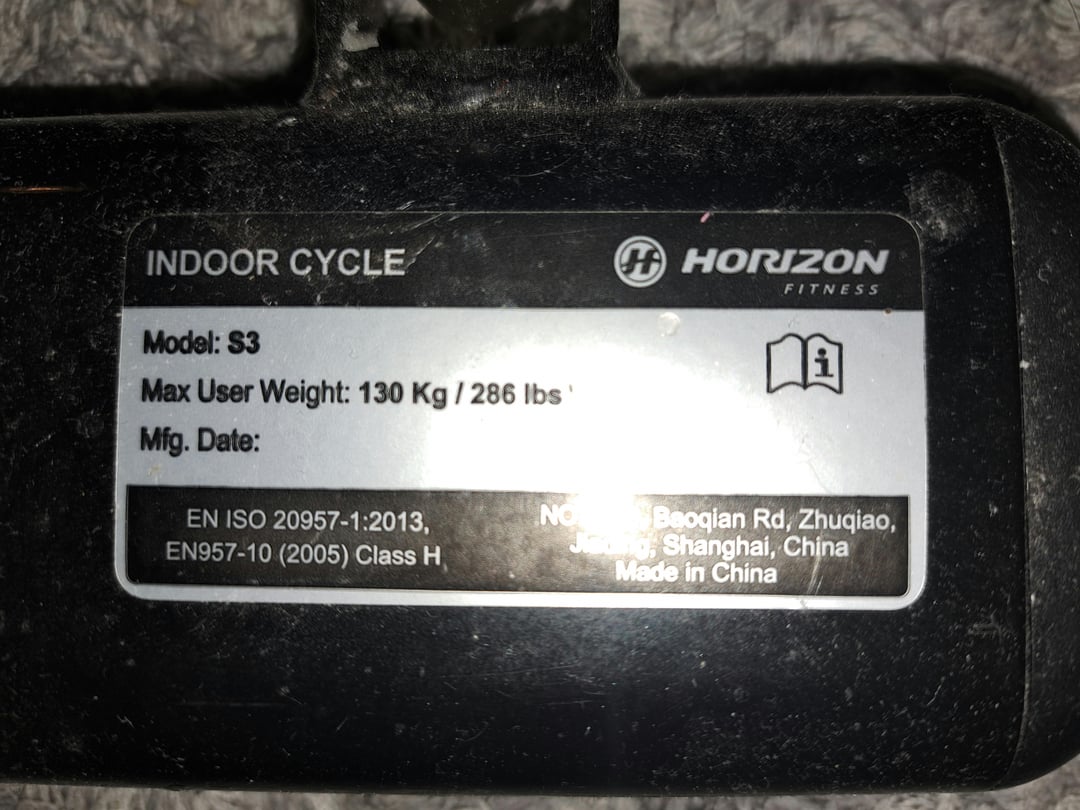 INDOOR CYCLE
HORIZON
FITNESS
Model: S3
Max User Weight: 130 Kg / 286 lbs
Mfg. Date:
EN ISO 20957-1:2013,
EN957-10 (2005) Class H
Baoqian Rd, Zhuqiao,
Shanghai, China
Made in China